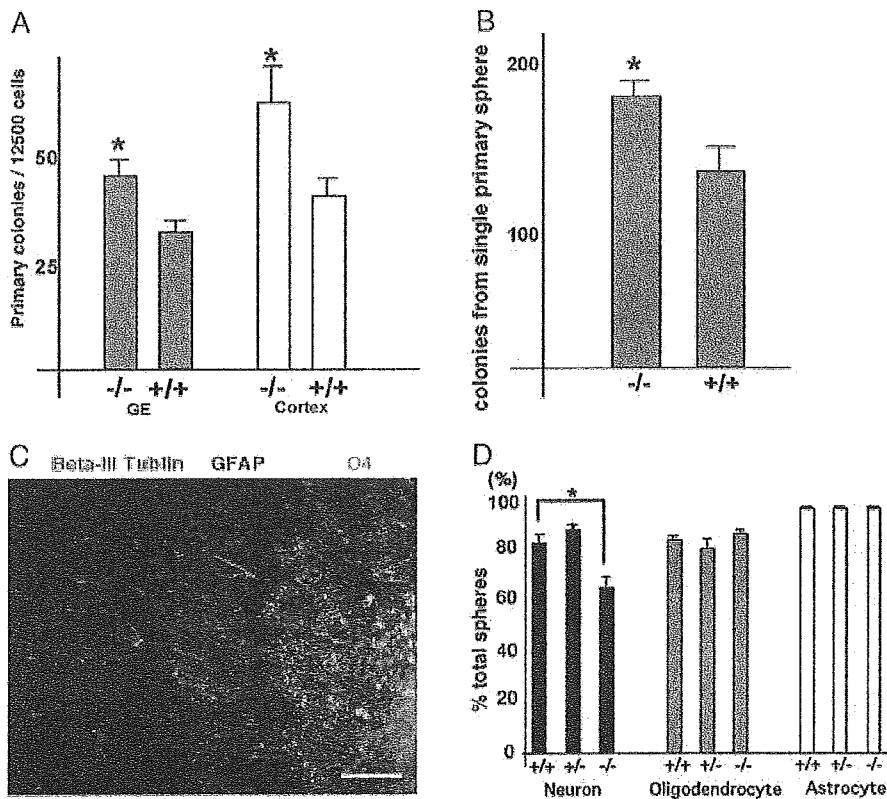 A
Primary colonies / 12500 cells
50
25
*
*
-/- +/+
GE
-/- +/+
Cortex
B
colonies from single primary sphere
200
100
*
-/- +/+
C
Beta-III Tublin GFAP O4
D
(%)
% total spheres
100
80
60
40
20
0
*
+/+ +/- -/-
Neuron
+/+ +/- -/-
Oligodendrocyte
+/+ +/- -/-
Astrocyte